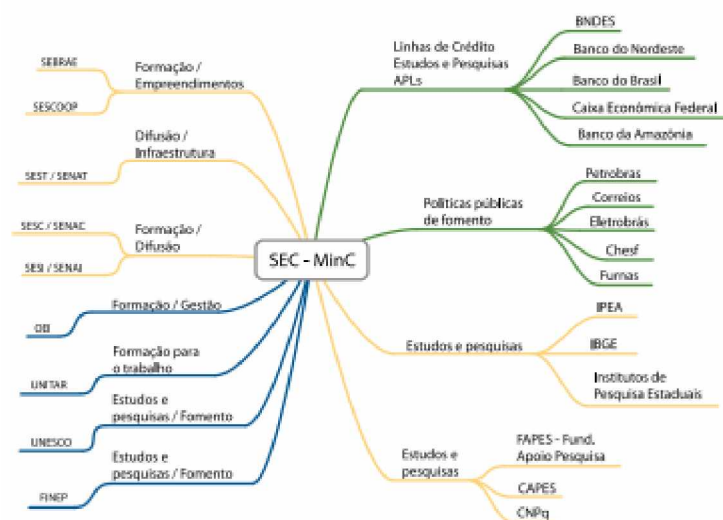 SEC - MinC
SEBRAE
SESCOOP
Formação /
Empreendimentos
SEST / SENAT
Difusão /
Infraestrutura
SESC / SENAC
SESI / SENAI
Formação /
Difusão
OEI
Formação / Gestão
UNITAR
Formação para
o trabalho
UNESCO
Estudos e
pesquisas / Fomento
FINEP
Estudos e
pesquisas / Fomento
Linhas de Crédito
Estudos e Pesquisas
APLs
BNDES
Banco do Nordeste
Banco do Brasil
Caixa Econômica Federal
Banco da Amazônia
Políticas públicas
de fomento
Petrobras
Correios
Eletrobrás
Chesf
Furnas
Estudos e pesquisas
IPEA
IBGE
Institutos de
Pesquisa Estaduais
Estudos e
pesquisas
FAPES - Fund.
Apoio Pesquisa
CAPES
CNPq